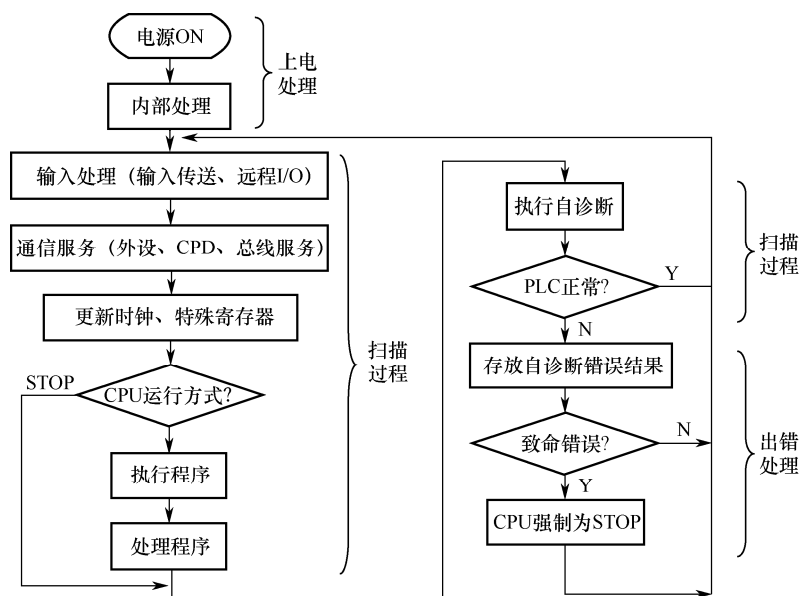 电源ON
内部处理
上电
处理
输入处理（输入传送、远程I/O）
通信服务（外设、CPD、总线服务）
更新时钟、特殊寄存器
CPU运行方式?
STOP
执行程序
处理程序
扫描
过程
执行自诊断
PLC正常?
Y
N
扫描
过程
存放自诊断错误结果
致命错误?
N
Y
CPU强制为STOP
出错
处理